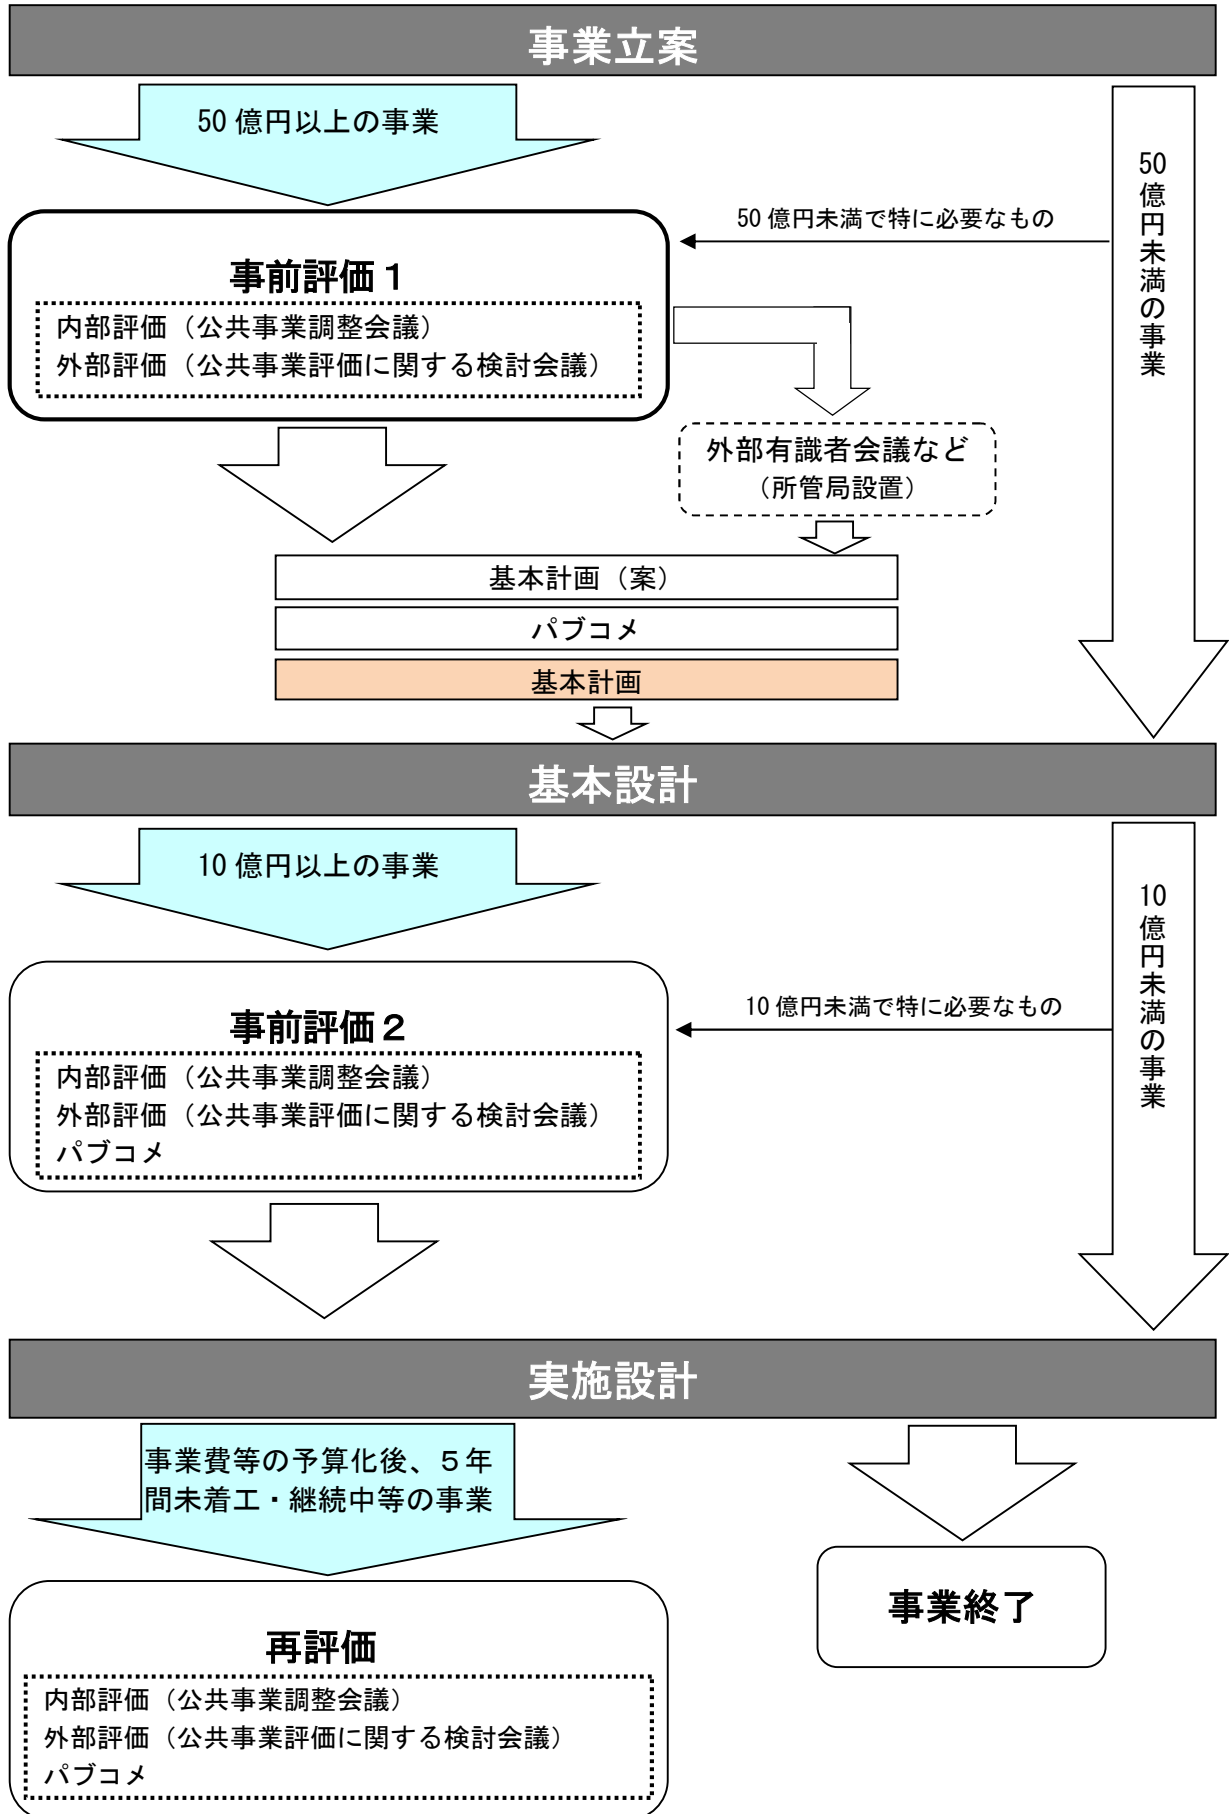 事業立案
50億円以上の事業
50億円未満の事業
50億円未満で特に必要なもの
事前評価１
内部評価（公共事業調整会議）
外部評価（公共事業評価に関する検討会議）
外部有識者会議など
（所管局設置）
基本計画（案）
パブコメ
基本計画
基本設計
10億円以上の事業
10億円未満の事業
10億円未満で特に必要なもの
事前評価２
内部評価（公共事業調整会議）
外部評価（公共事業評価に関する検討会議）
パブコメ
実施設計
事業費等の予算化後、５年
間未着工・継続中等の事業
事業終了
再評価
内部評価（公共事業調整会議）
外部評価（公共事業評価に関する検討会議）
パブコメ